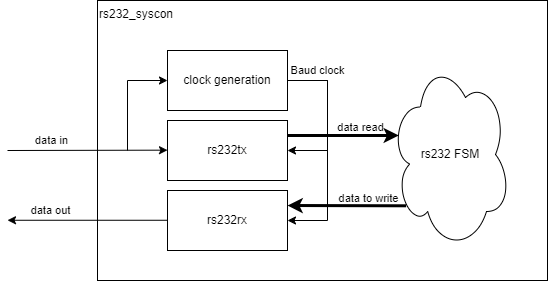 rs232_syscon
clock generation
Baud clock
data in
rs232tx
data read
rs232 FSM
data out
rs232rx
data to write